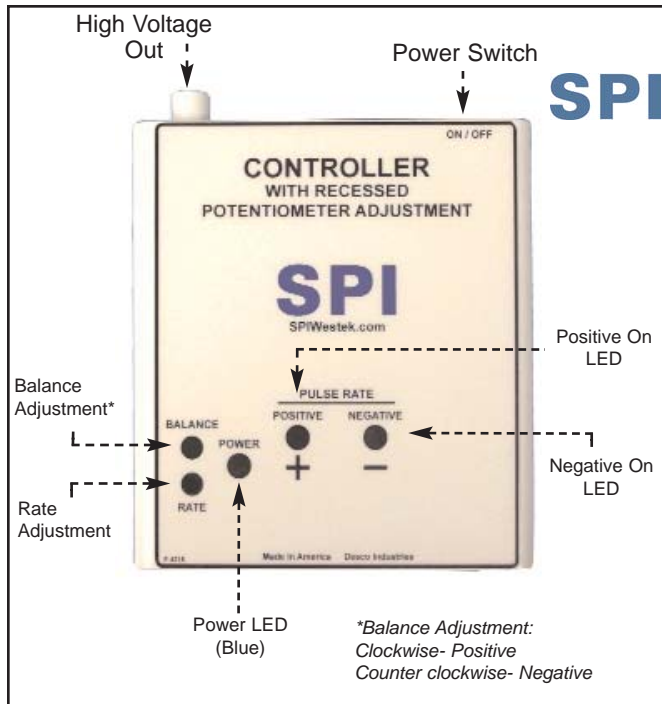 High Voltage
Out
Power Switch
SPI
ON / OFF
CONTROLLER
WITH RECESSED
POTENTIOMETER ADJUSTMENT
SPI
SPIWestek.com
Positive On
LED
PULSE RATE
Balance
Adjustment*
BALANCE
POSITIVE
NEGATIVE
POWER
+
−
Negative On
LED
Rate
Adjustment
RATE
Made In America
Desco Industries
Power LED
(Blue)
*Balance Adjustment:
Clockwise- Positive
Counter clockwise- Negative